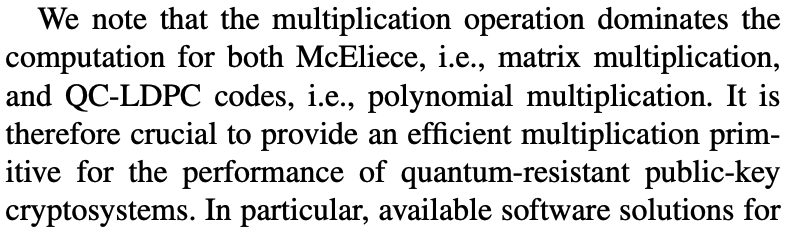 We note that the multiplication operation dominates the
computation for both McEliece, i.e., matrix multiplication,
and QC-LDPC codes, i.e., polynomial multiplication. It is
therefore crucial to provide an efficient multiplication prim-
itive for the performance of quantum-resistant public-key
cryptosystems. In particular, available software solutions for